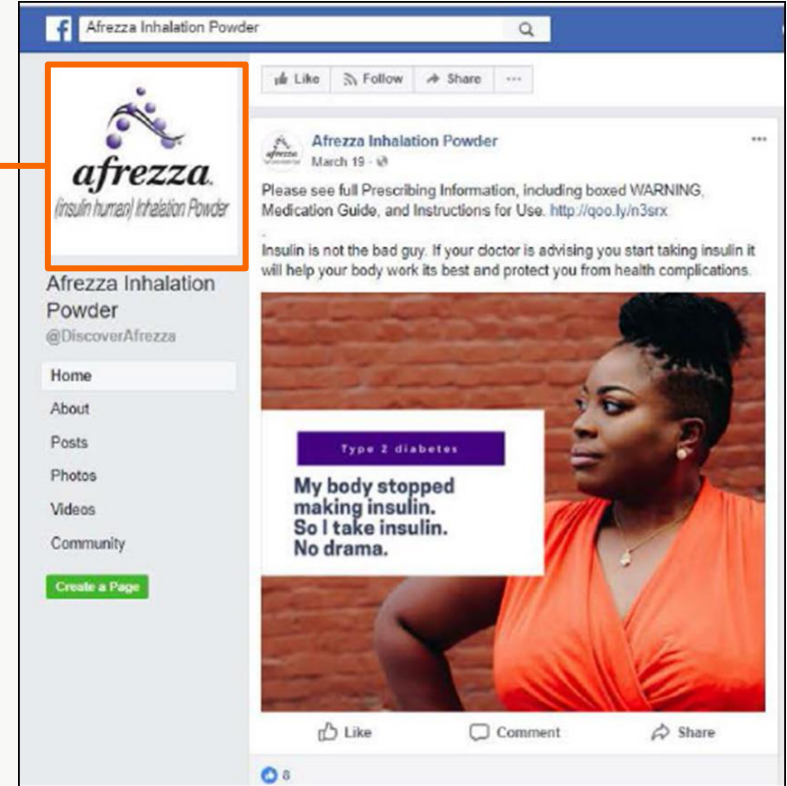 Afrezza Inhalation Powder
Like Follow Share ...
afrezza.
(insulin human) Inhalation Powder
Afrezza Inhalation
Powder
@DiscoverAfrezza
Home
About
Posts
Photos
Videos
Community
Create a Page
afrezza
Afrezza Inhalation Powder
March 19
Please see full Prescribing Information, including boxed WARNING,
Medication Guide, and Instructions for Use. http://qoo.ly/n3srx
.
Insulin is not the bad guy. If your doctor is advising you start taking insulin it
will help your body work its best and protect you from health complications.
Type 2 diabetes
My body stopped
making insulin.
So I take insulin.
No drama.
Like Comment Share
8